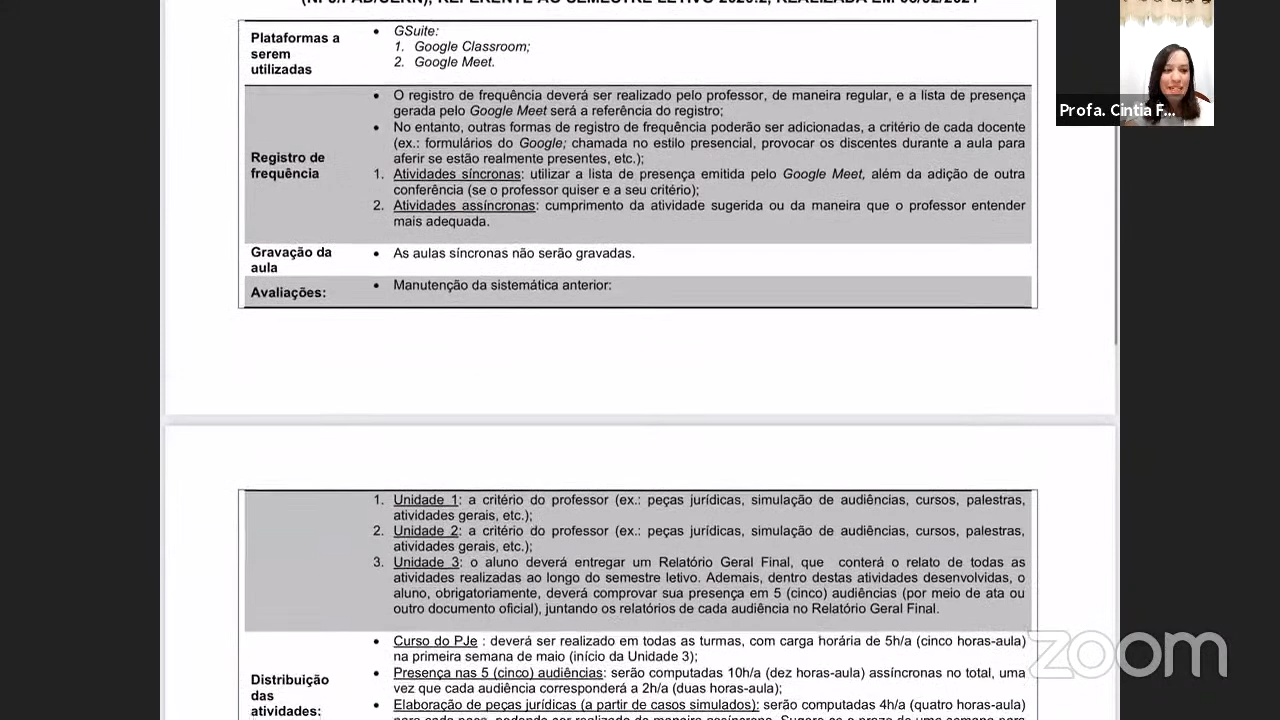 (NPJ/FAD/UERN), REFERENTE AO SEMESTRE LETIVO 2020.2, REALIZADA EM
Plataformas a
serem
utilizadas
• GSuite:
1. Google Classroom;
2. Google Meet.
Registro de
frequência
• O registro de frequência deverá ser realizado pelo professor, de maneira regular, e a lista de presença
gerada pelo Google Meet será a referência do registro;
• No entanto, outras formas de registro de frequência poderão ser adicionadas, a critério de cada docente
(ex.: formulários do Google; chamada no estilo presencial, provocar os discentes durante a aula para
aferir se estão realmente presentes, etc.);
1. Atividades síncronas: utilizar a lista de presença emitida pelo Google Meet, além da adição de outra
conferência (se o professor quiser e a seu critério);
2. Atividades assíncronas: cumprimento da atividade sugerida ou da maneira que o professor entender
mais adequada.
Gravação da
aula
• As aulas síncronas não serão gravadas.
Avaliações:
• Manutenção da sistemática anterior:
1. Unidade 1: a critério do professor (ex.: peças jurídicas, simulação de audiências, cursos, palestras,
atividades gerais, etc.);
2. Unidade 2: a critério do professor (ex.: peças jurídicas, simulação de audiências, cursos, palestras,
atividades gerais, etc.);
3. Unidade 3: o aluno deverá entregar um Relatório Geral Final, que conterá o relato de todas as
atividades realizadas ao longo do semestre letivo. Ademais, dentro destas atividades desenvolvidas, o
aluno, obrigatoriamente, deverá comprovar sua presença em 5 (cinco) audiências (por meio de ata ou
outro documento oficial), juntando os relatórios de cada audiência no Relatório Geral Final.
Distribuição
das
atividades:
• Curso do PJe : deverá ser realizado em todas as turmas, com carga horária de 5h/a (cinco horas-aula)
na primeira semana de maio (início da Unidade 3);
• Presença nas 5 (cinco) audiências: serão computadas 10h/a (dez horas-aula) assíncronas no total, uma
vez que cada audiência corresponderá a 2h/a (duas horas-aula);
• Elaboração de peças jurídicas (a partir de casos simulados): serão computadas 4h/a (quatro horas-aula)
Profa. Cintia F...
zoom